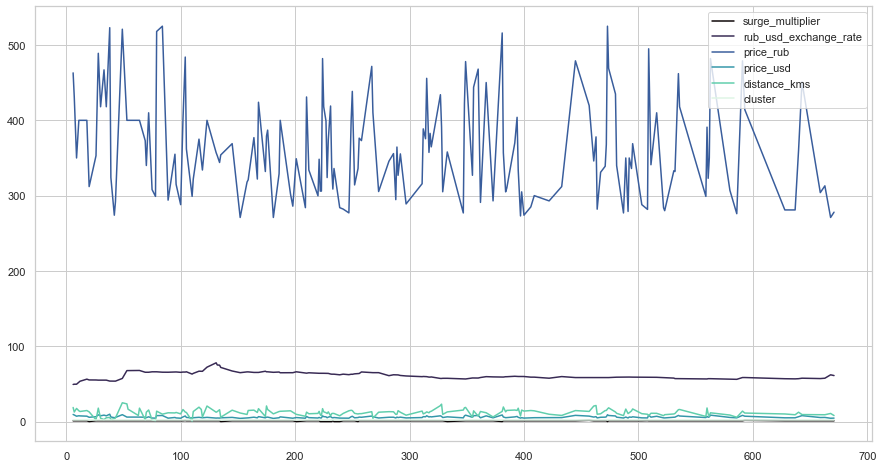 surge_multiplier
rub_usd_exchange_rate
price_rub
price_usd
distance_kms
cluster
500
400
300
200
100
0
0 100 200 300 400 500 600 700